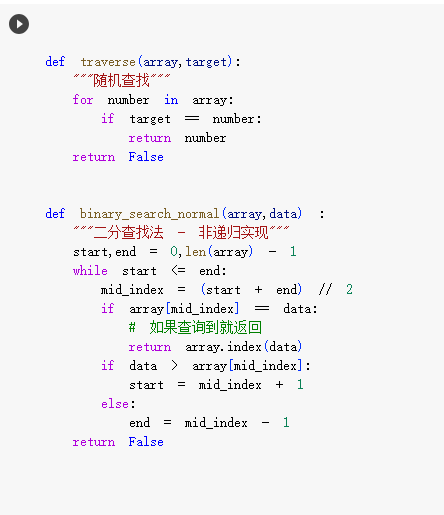 def traverse(array,target):
    """随机查找"""
    for number in array:
        if target == number:
            return number
    return False
def binary_search_normal(array,data) :
    """二分查找法 - 非递归实现"""
    start,end = 0,len(array) - 1
    while start <= end:
        mid_index = (start + end) // 2
        if array[mid_index] == data:
            # 如果查询到就返回
            return array.index(data)
        if data > array[mid_index]:
            start = mid_index + 1
        else:
            end = mid_index - 1
    return False